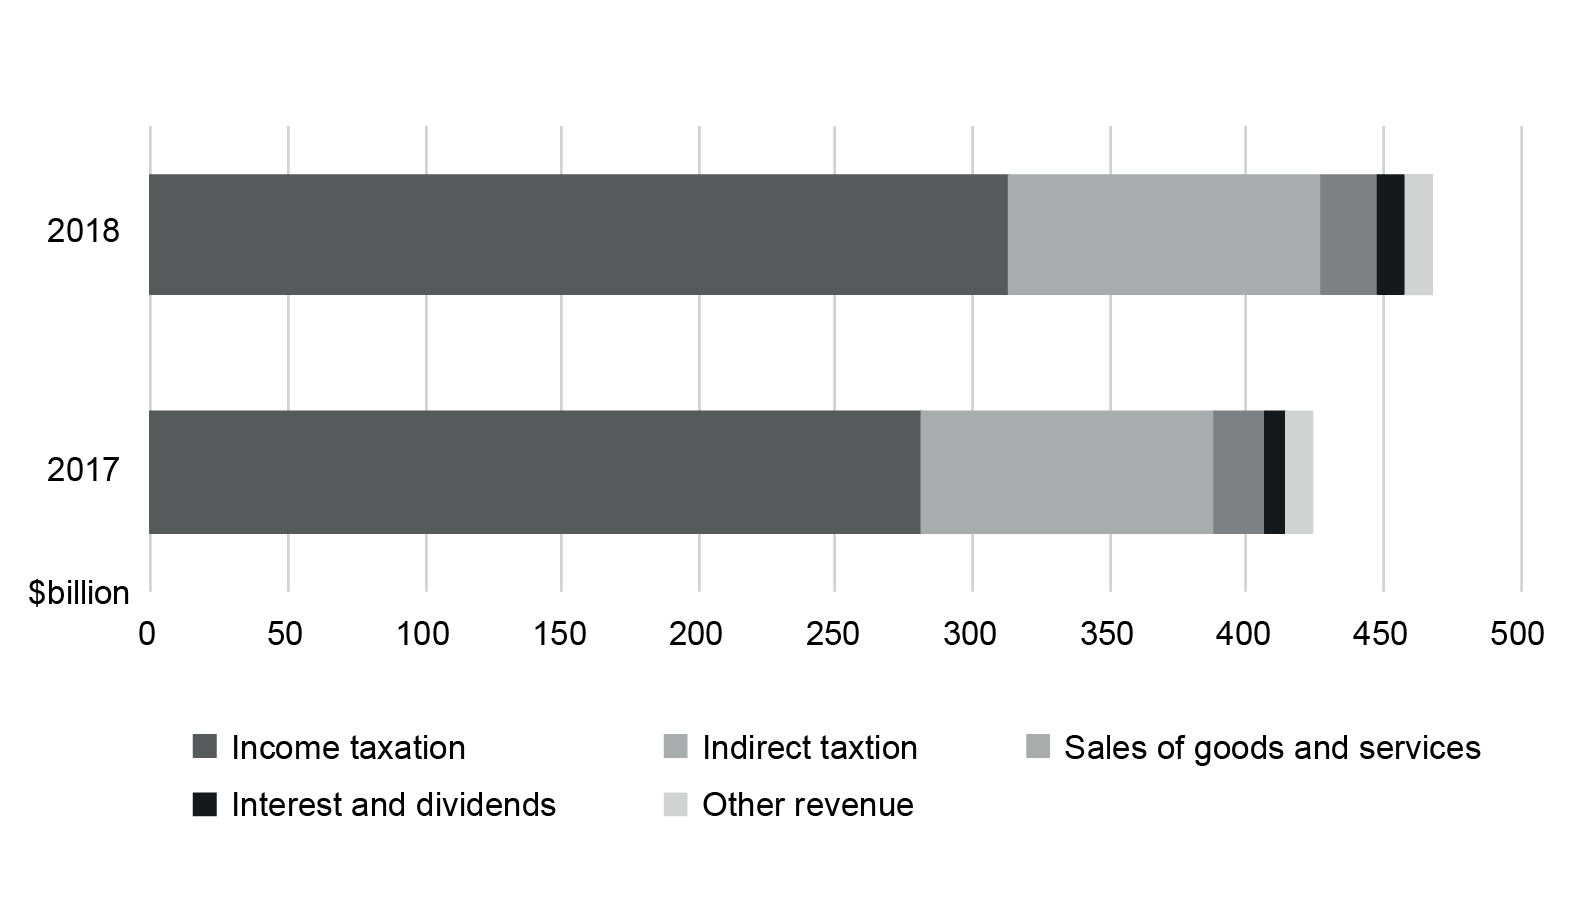 2018
2017
$billion
0 50 100 150 200 250 300 350 400 450 500
Income taxation Indirect taxtion Sales of goods and services
Interest and dividends Other revenue